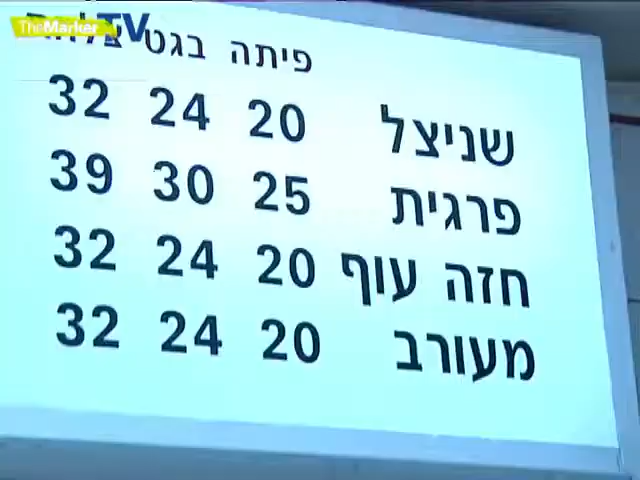 TheMarker TV
פיתה בגט צלחת
שניצל 20 24 32
פרגית 25 30 39
חזה עוף 20 24 32
מעורב 20 24 32